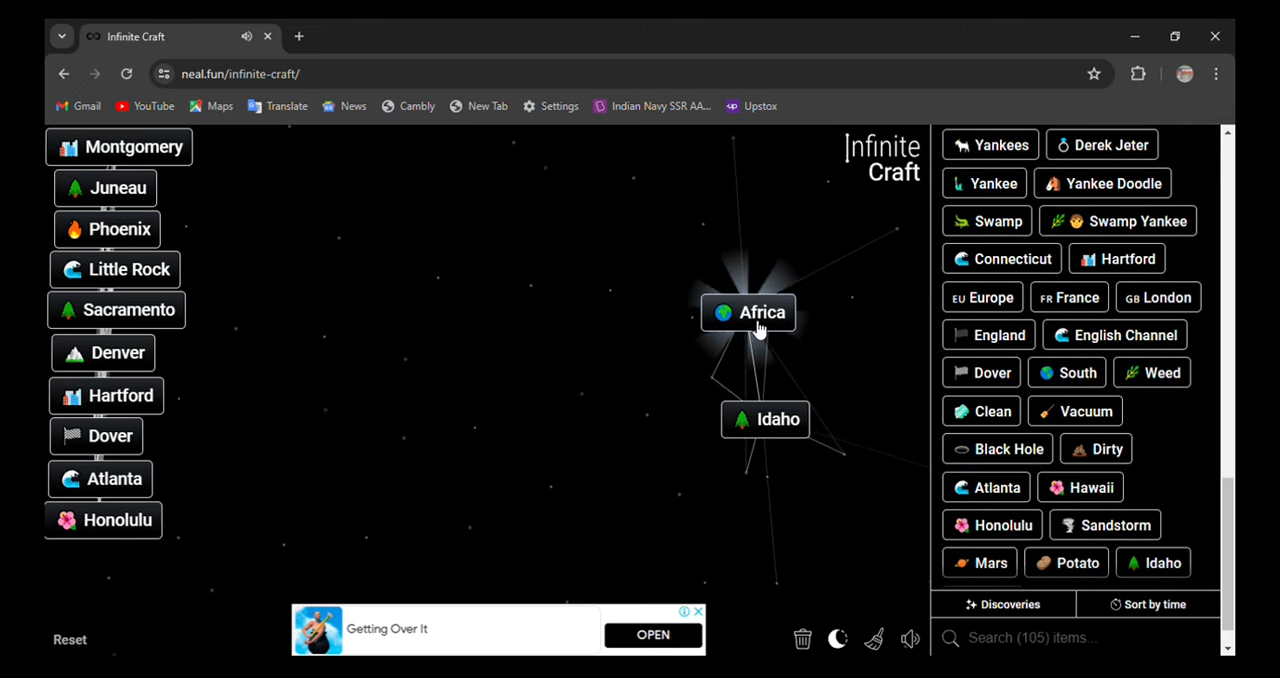 Infinite Craft
neal.fun/infinite-craft/
Gmail YouTube Maps Translate News Cambly New Tab Settings Indian Navy SSR AA... Upstox
Montgomery
Juneau
Phoenix
Little Rock
Sacramento
Denver
Hartford
Dover
Atlanta
Honolulu
Reset
Infinite
Craft
Africa
Idaho
Getting Over It
OPEN
Yankees Derek Jeter
Yankee Yankee Doodle
Swamp Swamp Yankee
Connecticut Hartford
EU Europe FR France GB London
England English Channel
Dover South Weed
Clean Vacuum
Black Hole Dirty
Atlanta Hawaii
Honolulu Sandstorm
Mars Potato Idaho
Discoveries Sort by time
Search (105) items...